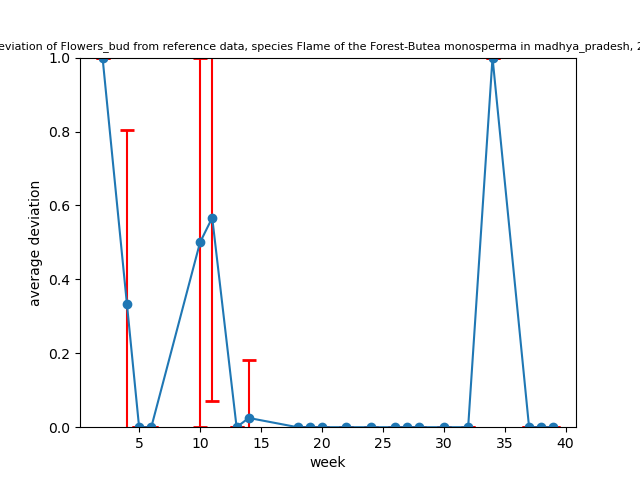 eviation of Flowers_bud from reference data, species Flame of the Forest-Butea monosperma in madhya_pradesh, 2
1.0
0.8
0.6
0.4
0.2
0.0
average deviation
5 10 15 20 25 30 35 40
week